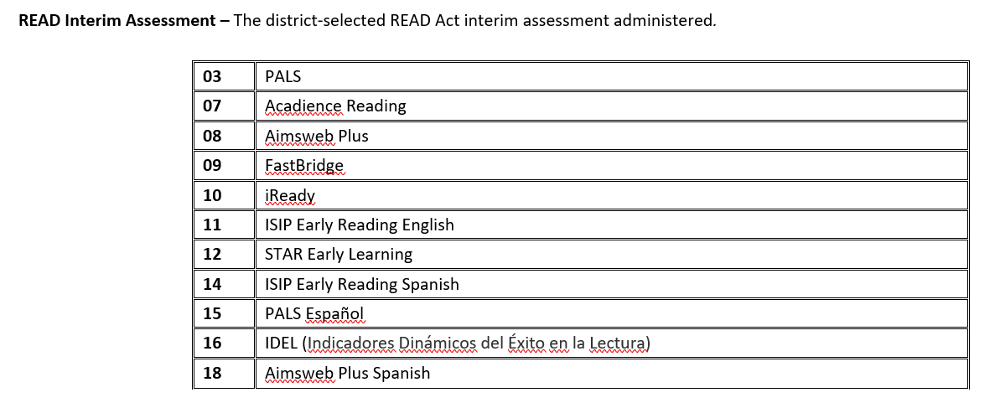 READ Interim Assessment – The district-selected READ Act interim assessment administered.
03 PALS
07 Acadience Reading
08 Aimsweb Plus
09 FastBridge
10 iReady
11 ISIP Early Reading English
12 STAR Early Learning
14 ISIP Early Reading Spanish
15 PALS Español
16 IDEL (Indicadores Dinámicos del Éxito en la Lectura)
18 Aimsweb Plus Spanish